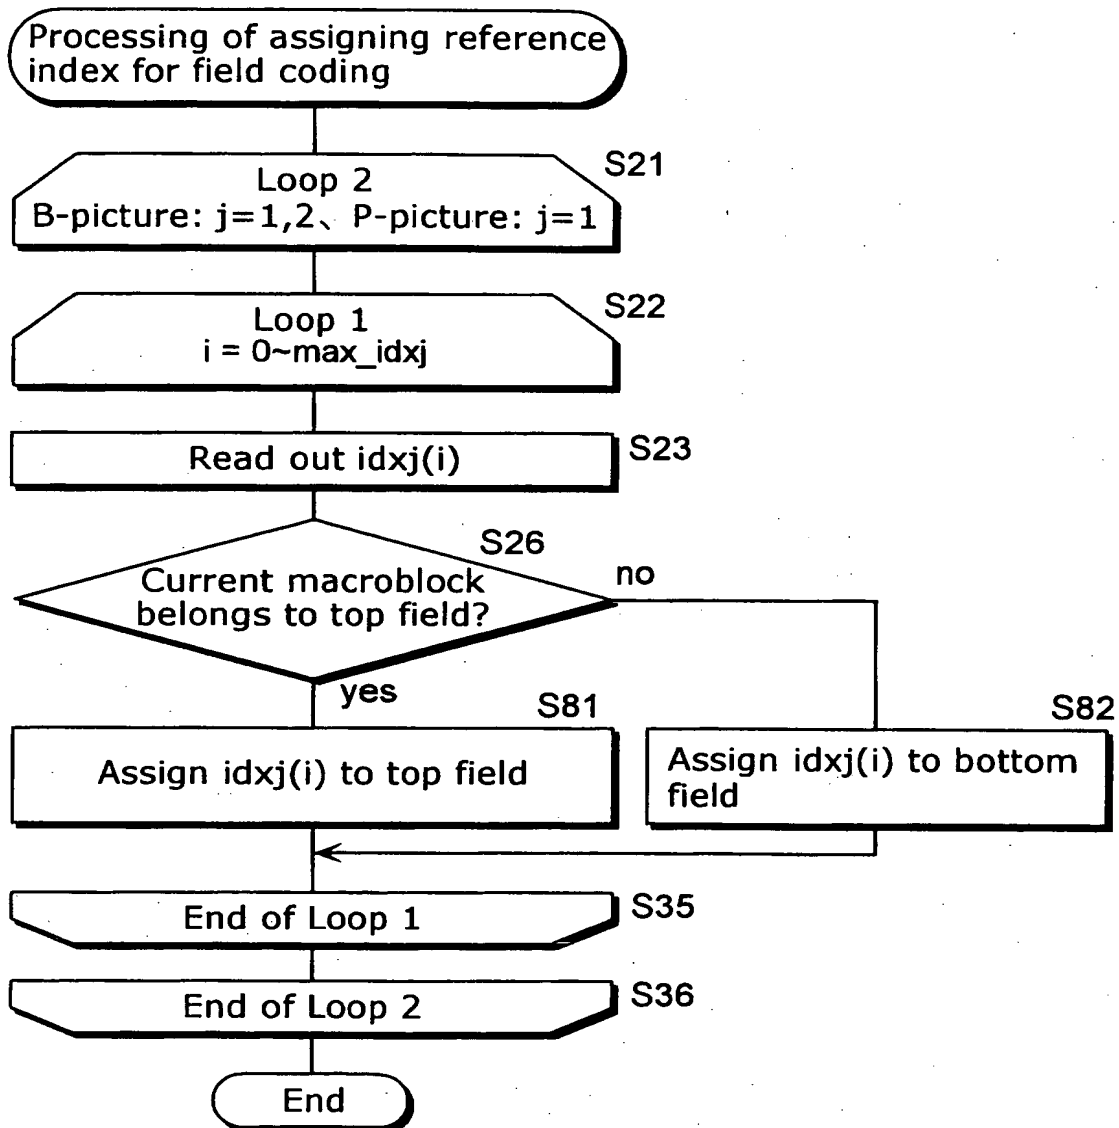 Processing of assigning reference
index for field coding
S21
Loop 2
B-picture: j=1,2、 P-picture: j=1
S22
Loop 1
i = 0~max_idxj
Read out idxj(i)
S23
S26
Current macroblock
belongs to top field?
no
yes
S81
Assign idxj(i) to top field
S82
Assign idxj(i) to bottom
field
End of Loop 1
S35
End of Loop 2
S36
End